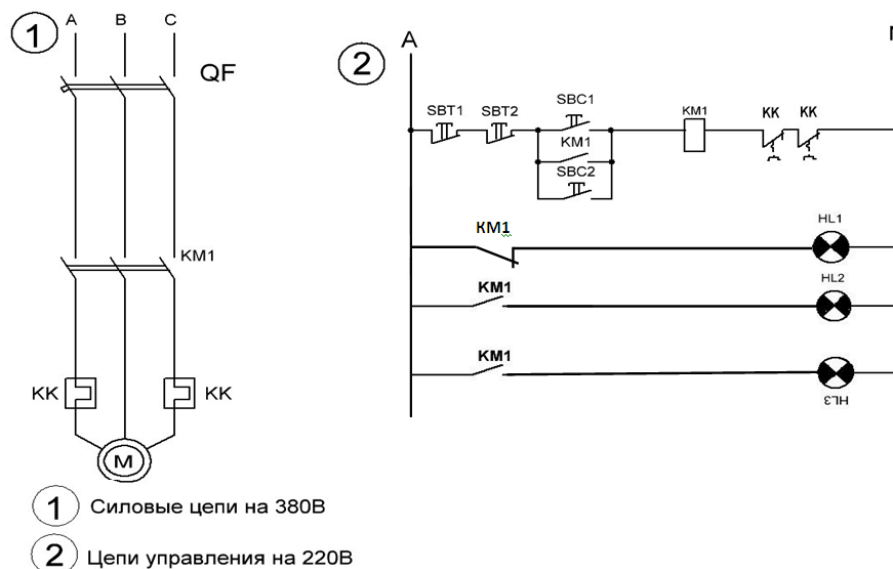 1
A B C
QF
KM1
KK KK
M
1 Силовые цепи на 380В
2 Цепи управления на 220В
2
A
SBT1 SBT2 SBC1 KM1 KK KK
KM1
SBC2
KM1 HL1
KM1 HL2
KM1
HL3